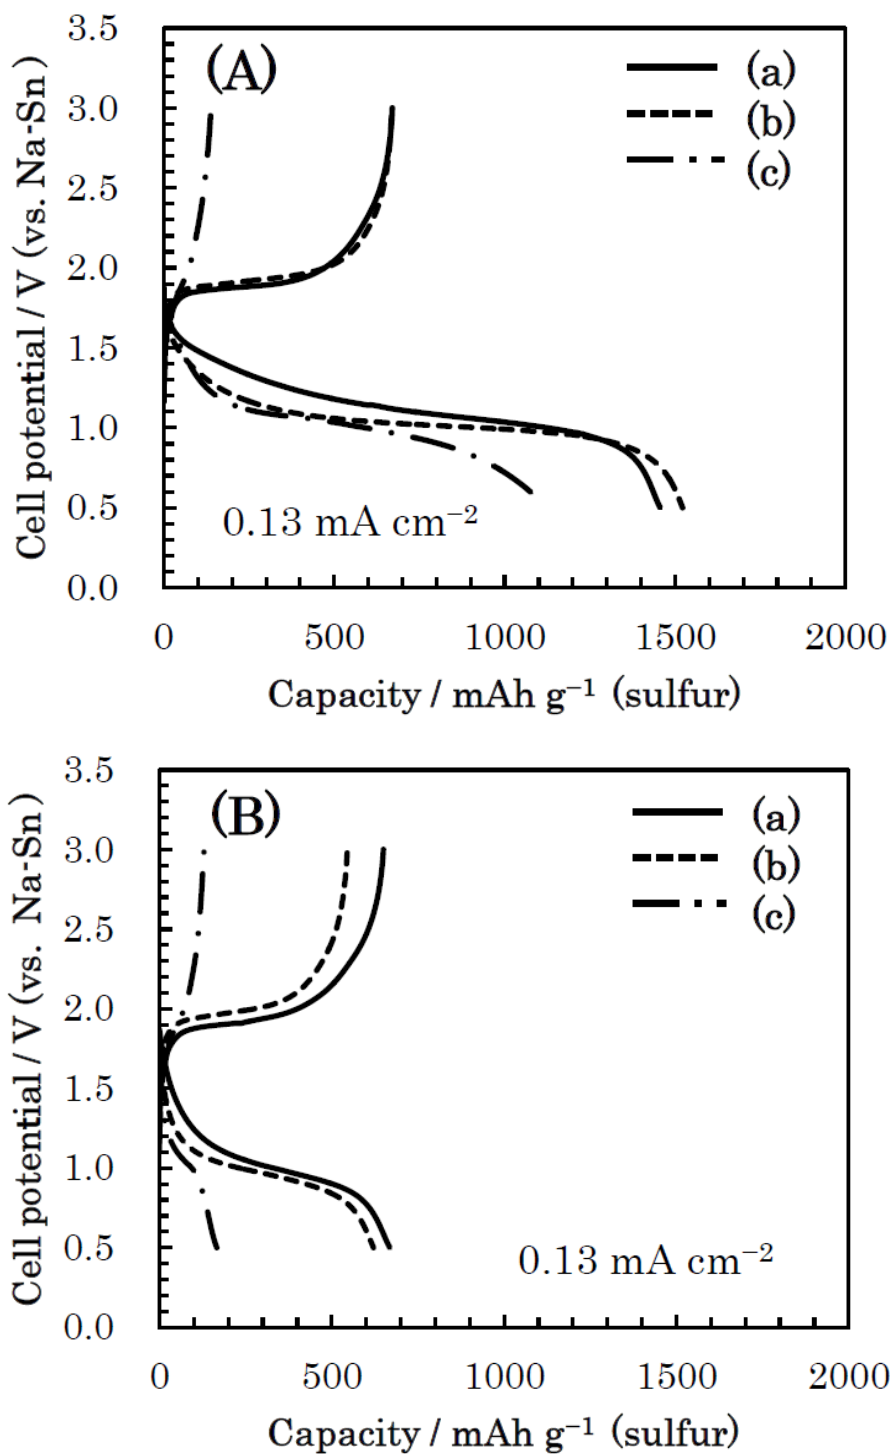 3.5
(A)
(a)
3.0
(b)
2.5
(c)
2.0
1.5
1.0
0.5
0.13 mA cm⁻²
0.0
0 500 1000 1500 2000
Capacity / mAh g⁻¹ (sulfur)
Cell potential / V (vs. Na-Sn)
3.5
(B)
(a)
3.0
(b)
2.5
(c)
2.0
1.5
1.0
0.5
0.13 mA cm⁻²
0.0
0 500 1000 1500 2000
Capacity / mAh g⁻¹ (sulfur)
Cell potential / V (vs. Na-Sn)